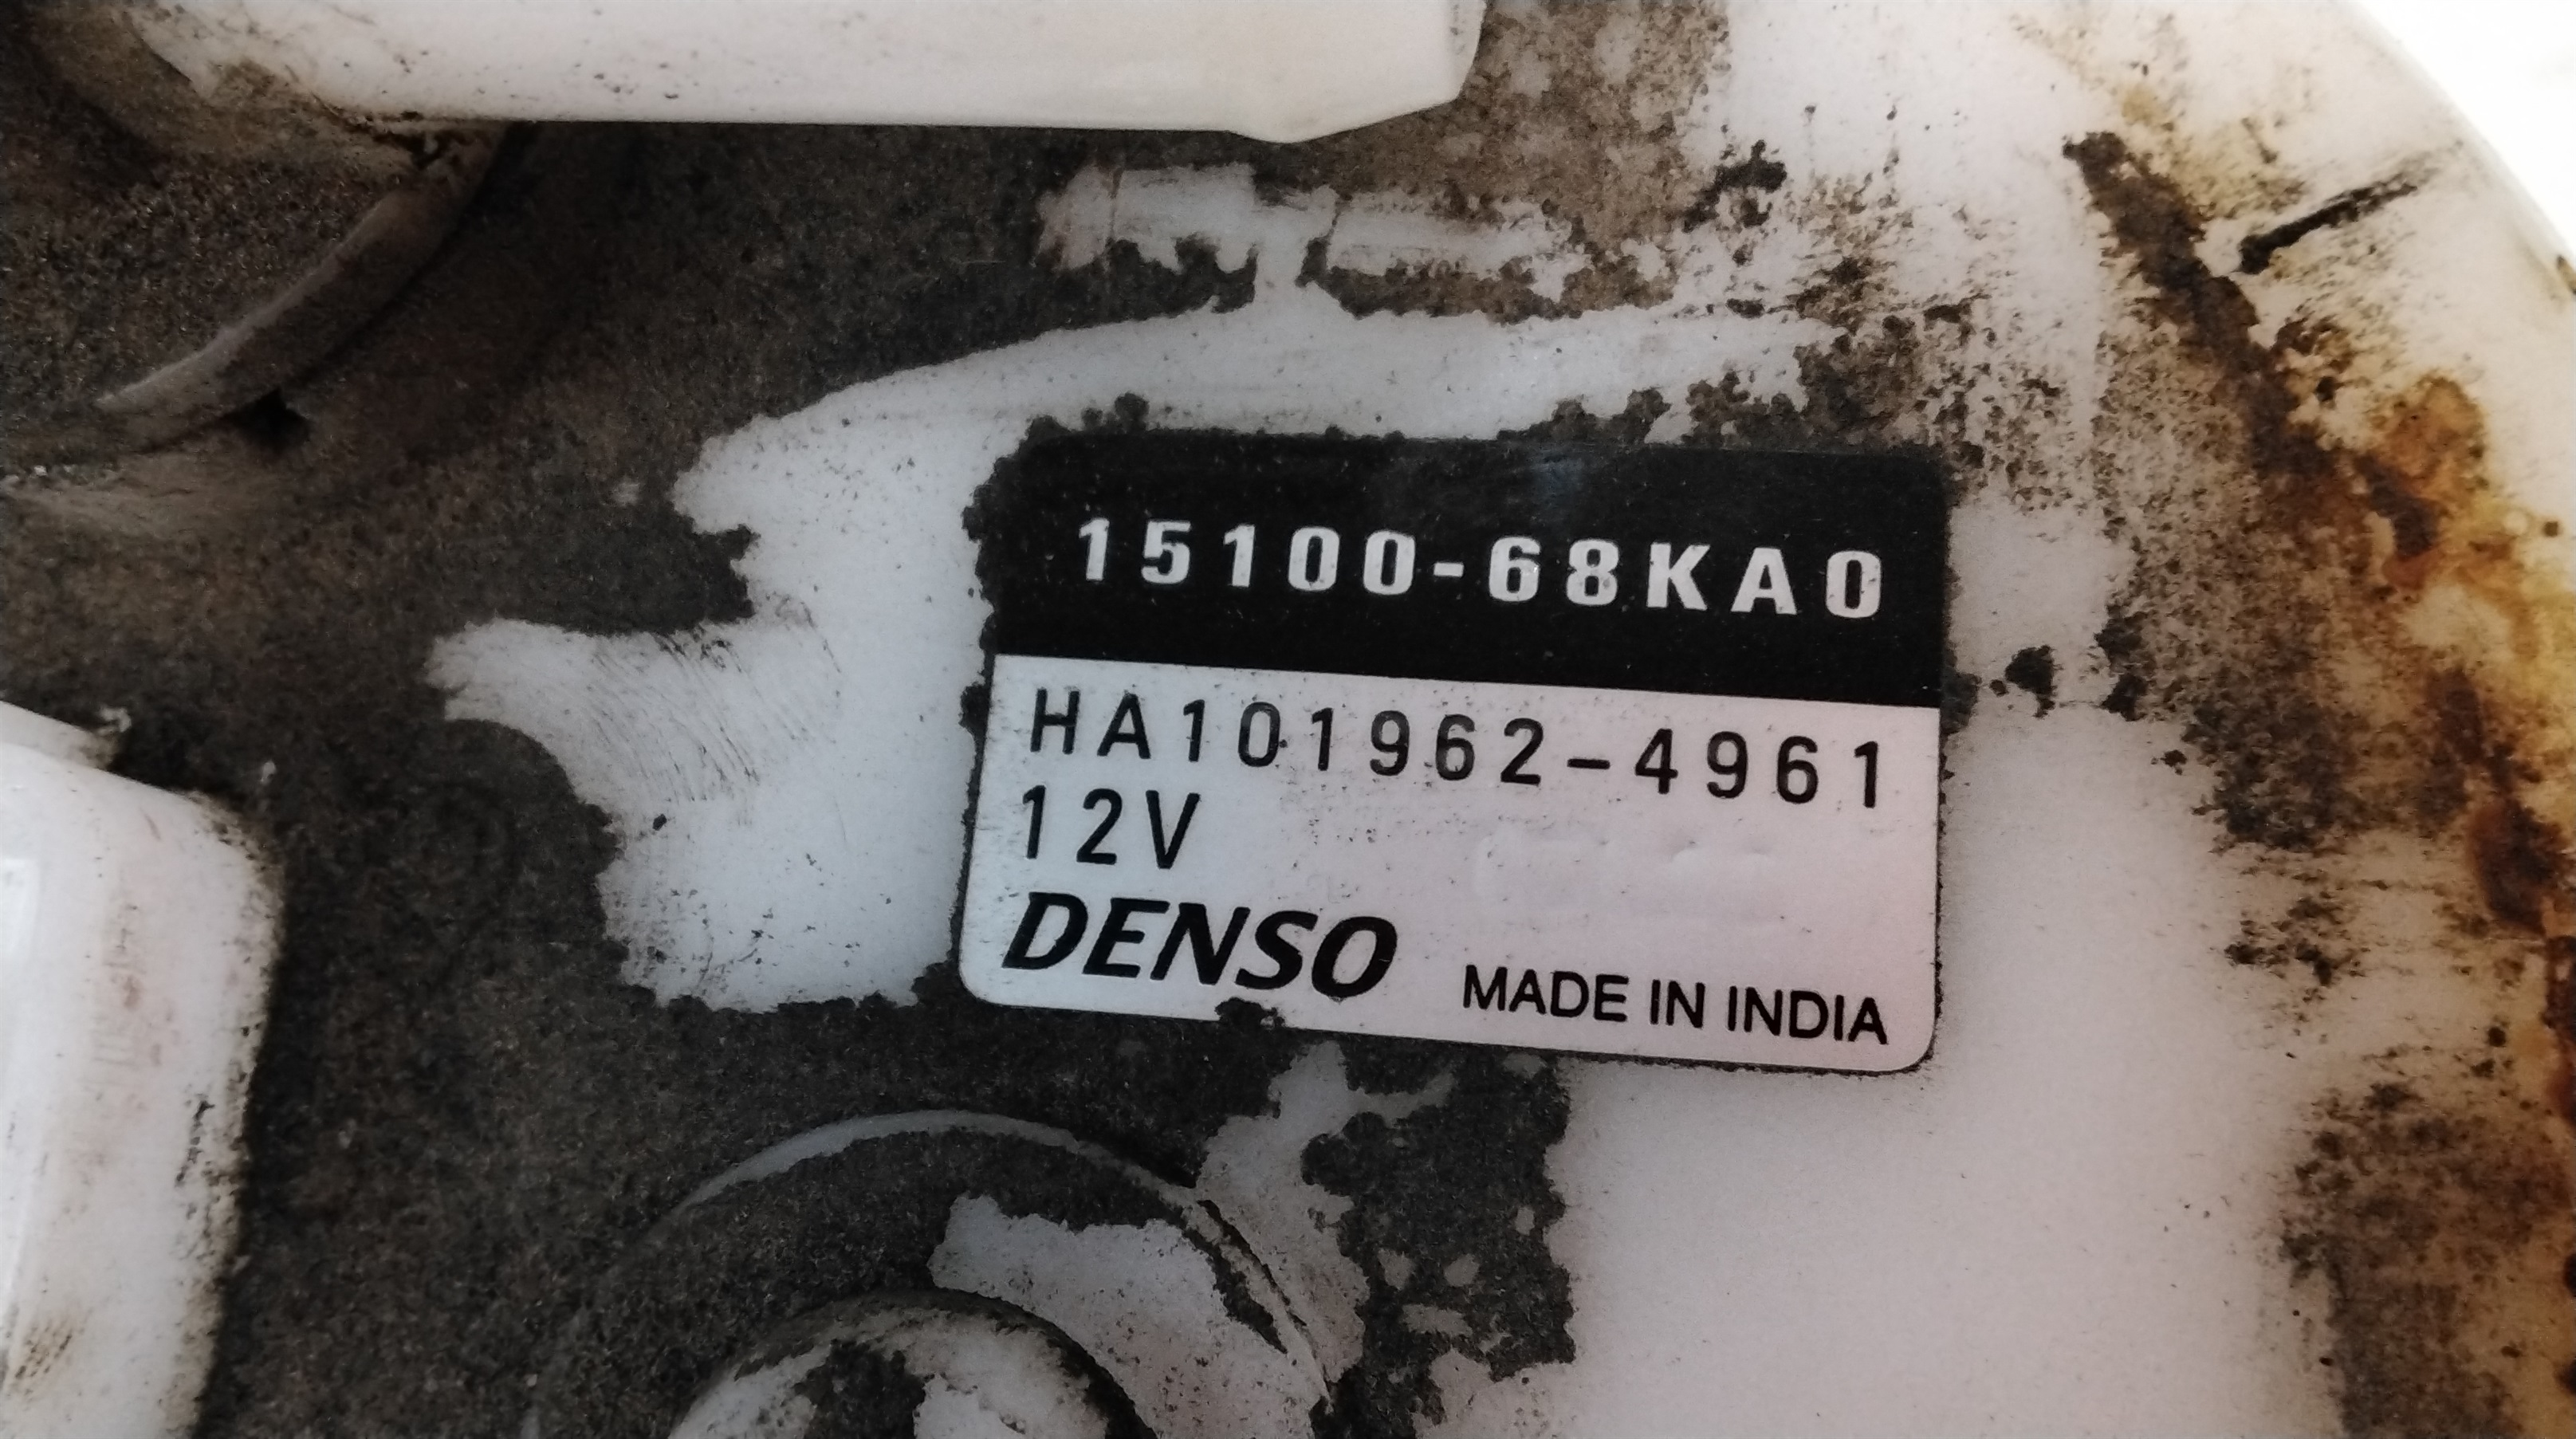 15100-68KA0
HA101962-4961
12V
DENSO MADE IN INDIA